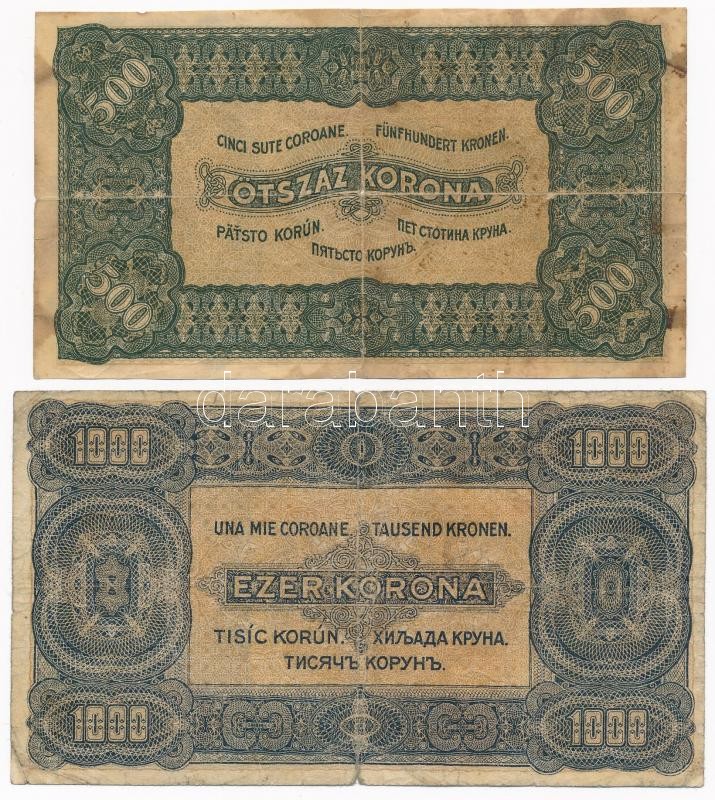 500 500
CINCI SUTE COROANE. FÜNFHUNDERT KRONEN.
ÖTSZÁZ KORONA
PÄŤSTO KORÚN. ПЕТ СТОТИНА КРУНА.
ПЯТЬСТО КОРУНЪ.
500 500
darabanth
1000 1000
UNA MIE COROANE. TAUSEND KRONEN.
EZER KORONA
TISÍC KORÚN. ХИЉАДА КРУНА.
ТИСЯЧЪ КОРУНЪ.
1000 1000